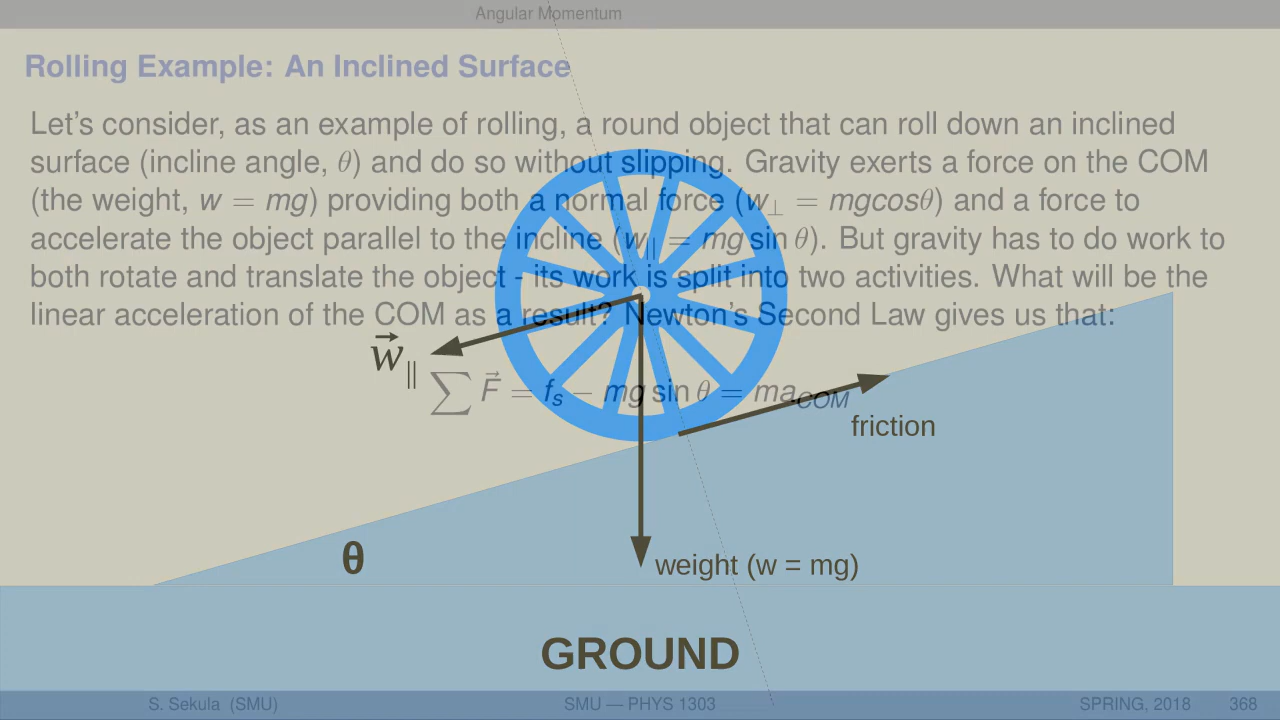 Angular Momentum
Rolling Example: An Inclined Surface
Let's consider, as an example of rolling, a round object that can roll down an inclined
surface (incline angle, θ) and do so without slipping. Gravity exerts a force on the COM
(the weight, w = mg) providing both a normal force (w⊥ = mgcosθ) and a force to
accelerate the object parallel to the incline (w∥ = mg sin θ). But gravity has to do work to
both rotate and translate the object - its work is split into two activities. What will be the
linear acceleration of the COM as a result? Newton's Second Law gives us that:
w⃗∥
∑ F⃗ = fₛ − mg sin θ = ma_COM
friction
θ
weight (w = mg)
GROUND
S. Sekula (SMU) SMU — PHYS 1303 SPRING, 2018 368